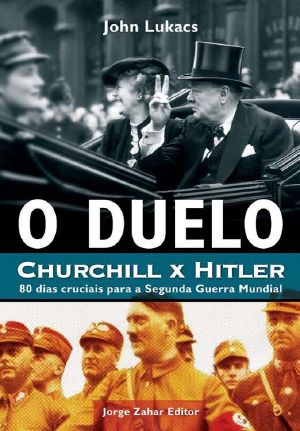 John Lukacs
O DUELO
CHURCHILL X HITLER
80 dias cruciais para a Segunda Guerra Mundial
Jorge Zahar Editor